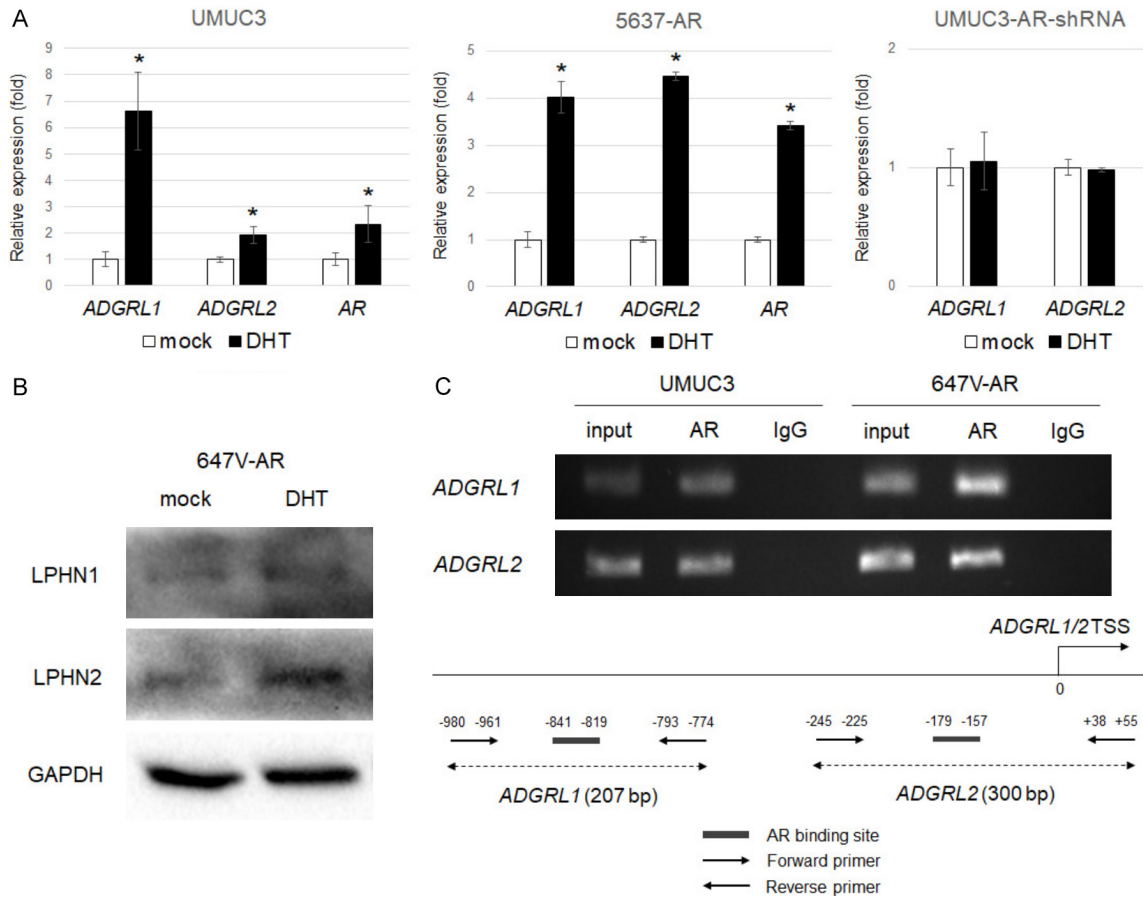 A
UMUC3
Relative expression (fold)
9
8
7
6
5
4
3
2
1
0
*
*
*
ADGRL1 ADGRL2 AR
mock DHT
5637-AR
Relative expression (fold)
5
4
3
2
1
0
*
*
*
ADGRL1 ADGRL2 AR
mock DHT
UMUC3-AR-shRNA
Relative expression (fold)
2
1
0
ADGRL1 ADGRL2
mock DHT
B
647V-AR
mock DHT
LPHN1
LPHN2
GAPDH
C
UMUC3 647V-AR
input AR IgG input AR IgG
ADGRL1
ADGRL2
ADGRL1/2 TSS
0
-980 -961 -841 -819 -793 -774 -245 -225 -179 -157 +38 +55
ADGRL1 (207 bp) ADGRL2 (300 bp)
AR binding site
Forward primer
Reverse primer